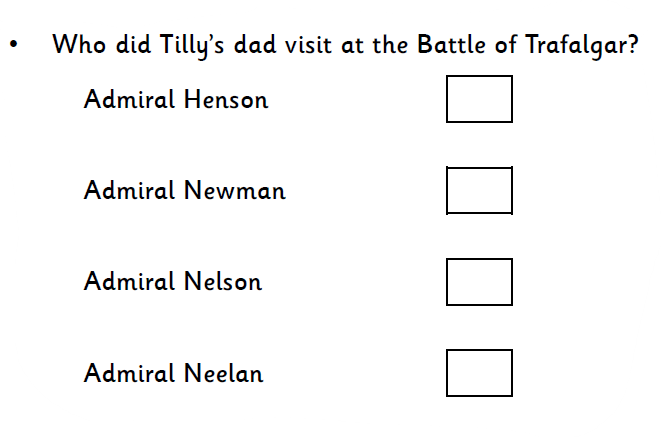 • Who did Tilly's dad visit at the Battle of Trafalgar?
Admiral Henson
Admiral Newman
Admiral Nelson
Admiral Neelan